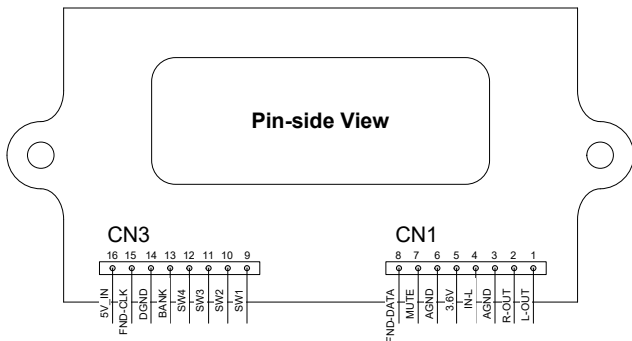 Pin-side View
CN3
CN1
16 15 14 13 12 11 10 9
8 7 6 5 4 3 2 1
5V_IN
FND-CLK
DGND
BANK
SW4
SW3
SW2
SW1
FND-DATA
MUTE
AGND
3.6V
IN-L
AGND
R-OUT
L-OUT